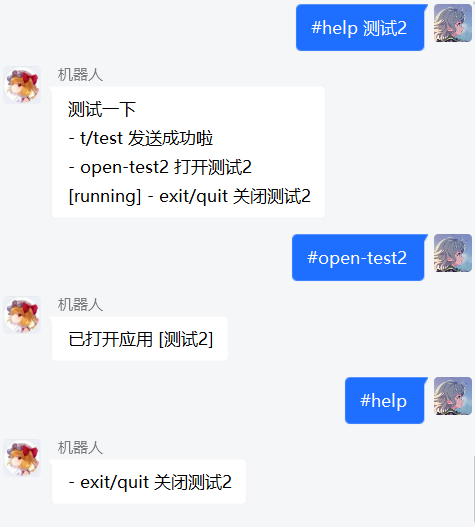 #help 测试2
机器人
测试一下
- t/test 发送成功啦
- open-test2 打开测试2
[running] - exit/quit 关闭测试2
#open-test2
机器人
已打开应用 [测试2]
#help
机器人
- exit/quit 关闭测试2